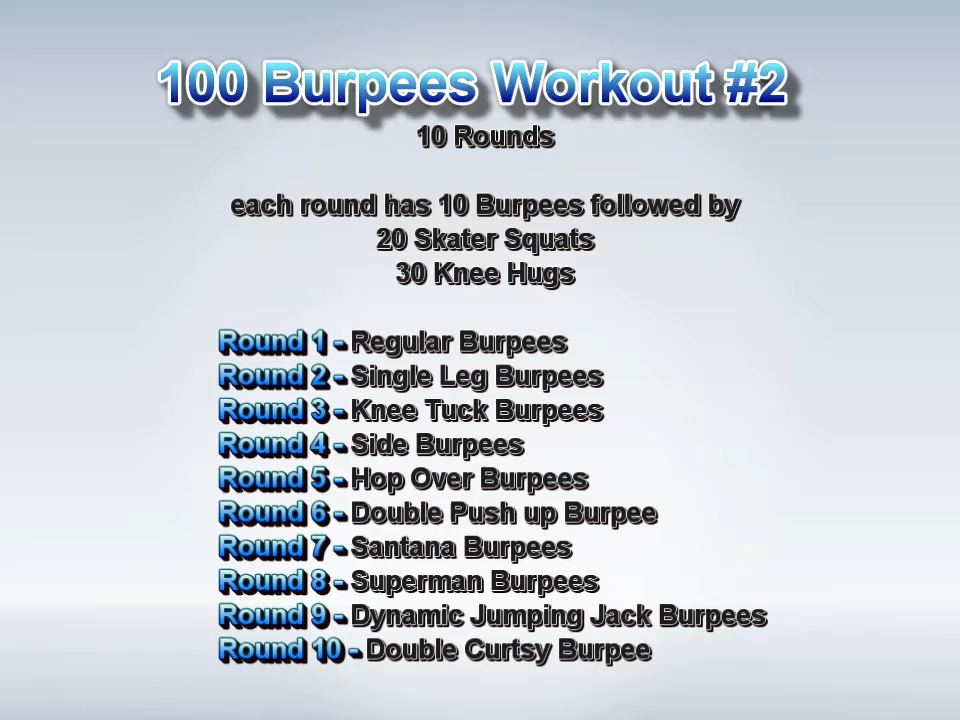 100 Burpees Workout #2
10 Rounds
each round has 10 Burpees followed by
20 Skater Squats
30 Knee Hugs
Round 1 - Regular Burpees
Round 2 - Single Leg Burpees
Round 3 - Knee Tuck Burpees
Round 4 - Side Burpees
Round 5 - Hop Over Burpees
Round 6 - Double Push up Burpee
Round 7 - Santana Burpees
Round 8 - Superman Burpees
Round 9 - Dynamic Jumping Jack Burpees
Round 10 - Double Curtsy Burpee